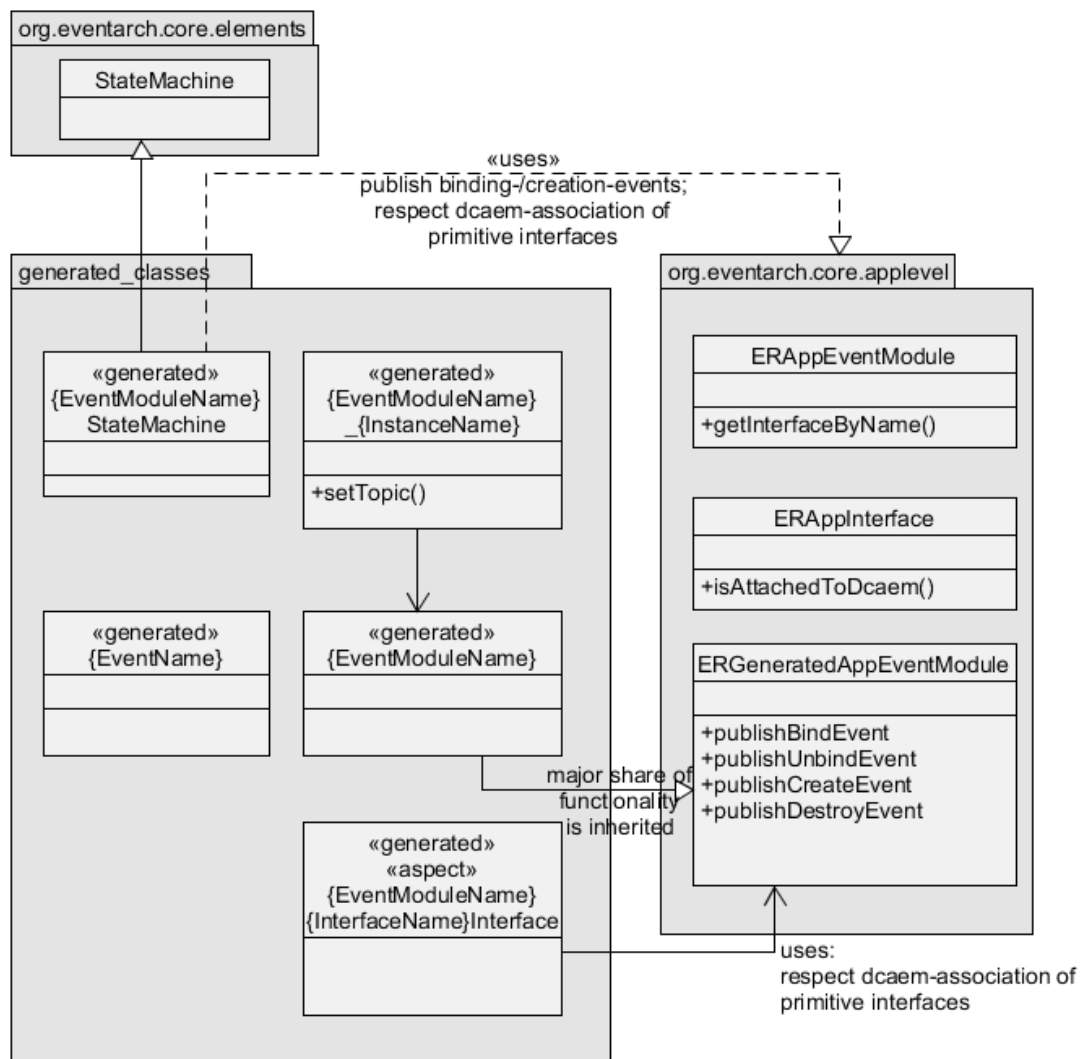 org.eventarch.core.elements
StateMachine
«uses»
publish binding-/creation-events;
respect dcaem-association of
primitive interfaces
generated_classes
org.eventarch.core.applevel
«generated»
{EventModuleName}
StateMachine
«generated»
{EventModuleName}
_{InstanceName}
+setTopic()
ERAppEventModule
+getInterfaceByName()
ERAppInterface
+isAttachedToDcaem()
«generated»
{EventName}
«generated»
{EventModuleName}
ERGeneratedAppEventModule
+publishBindEvent
+publishUnbindEvent
+publishCreateEvent
+publishDestroyEvent
major share of
functionality
is inherited
«generated»
«aspect»
{EventModuleName}
{InterfaceName}Interface
uses:
respect dcaem-association of
primitive interfaces